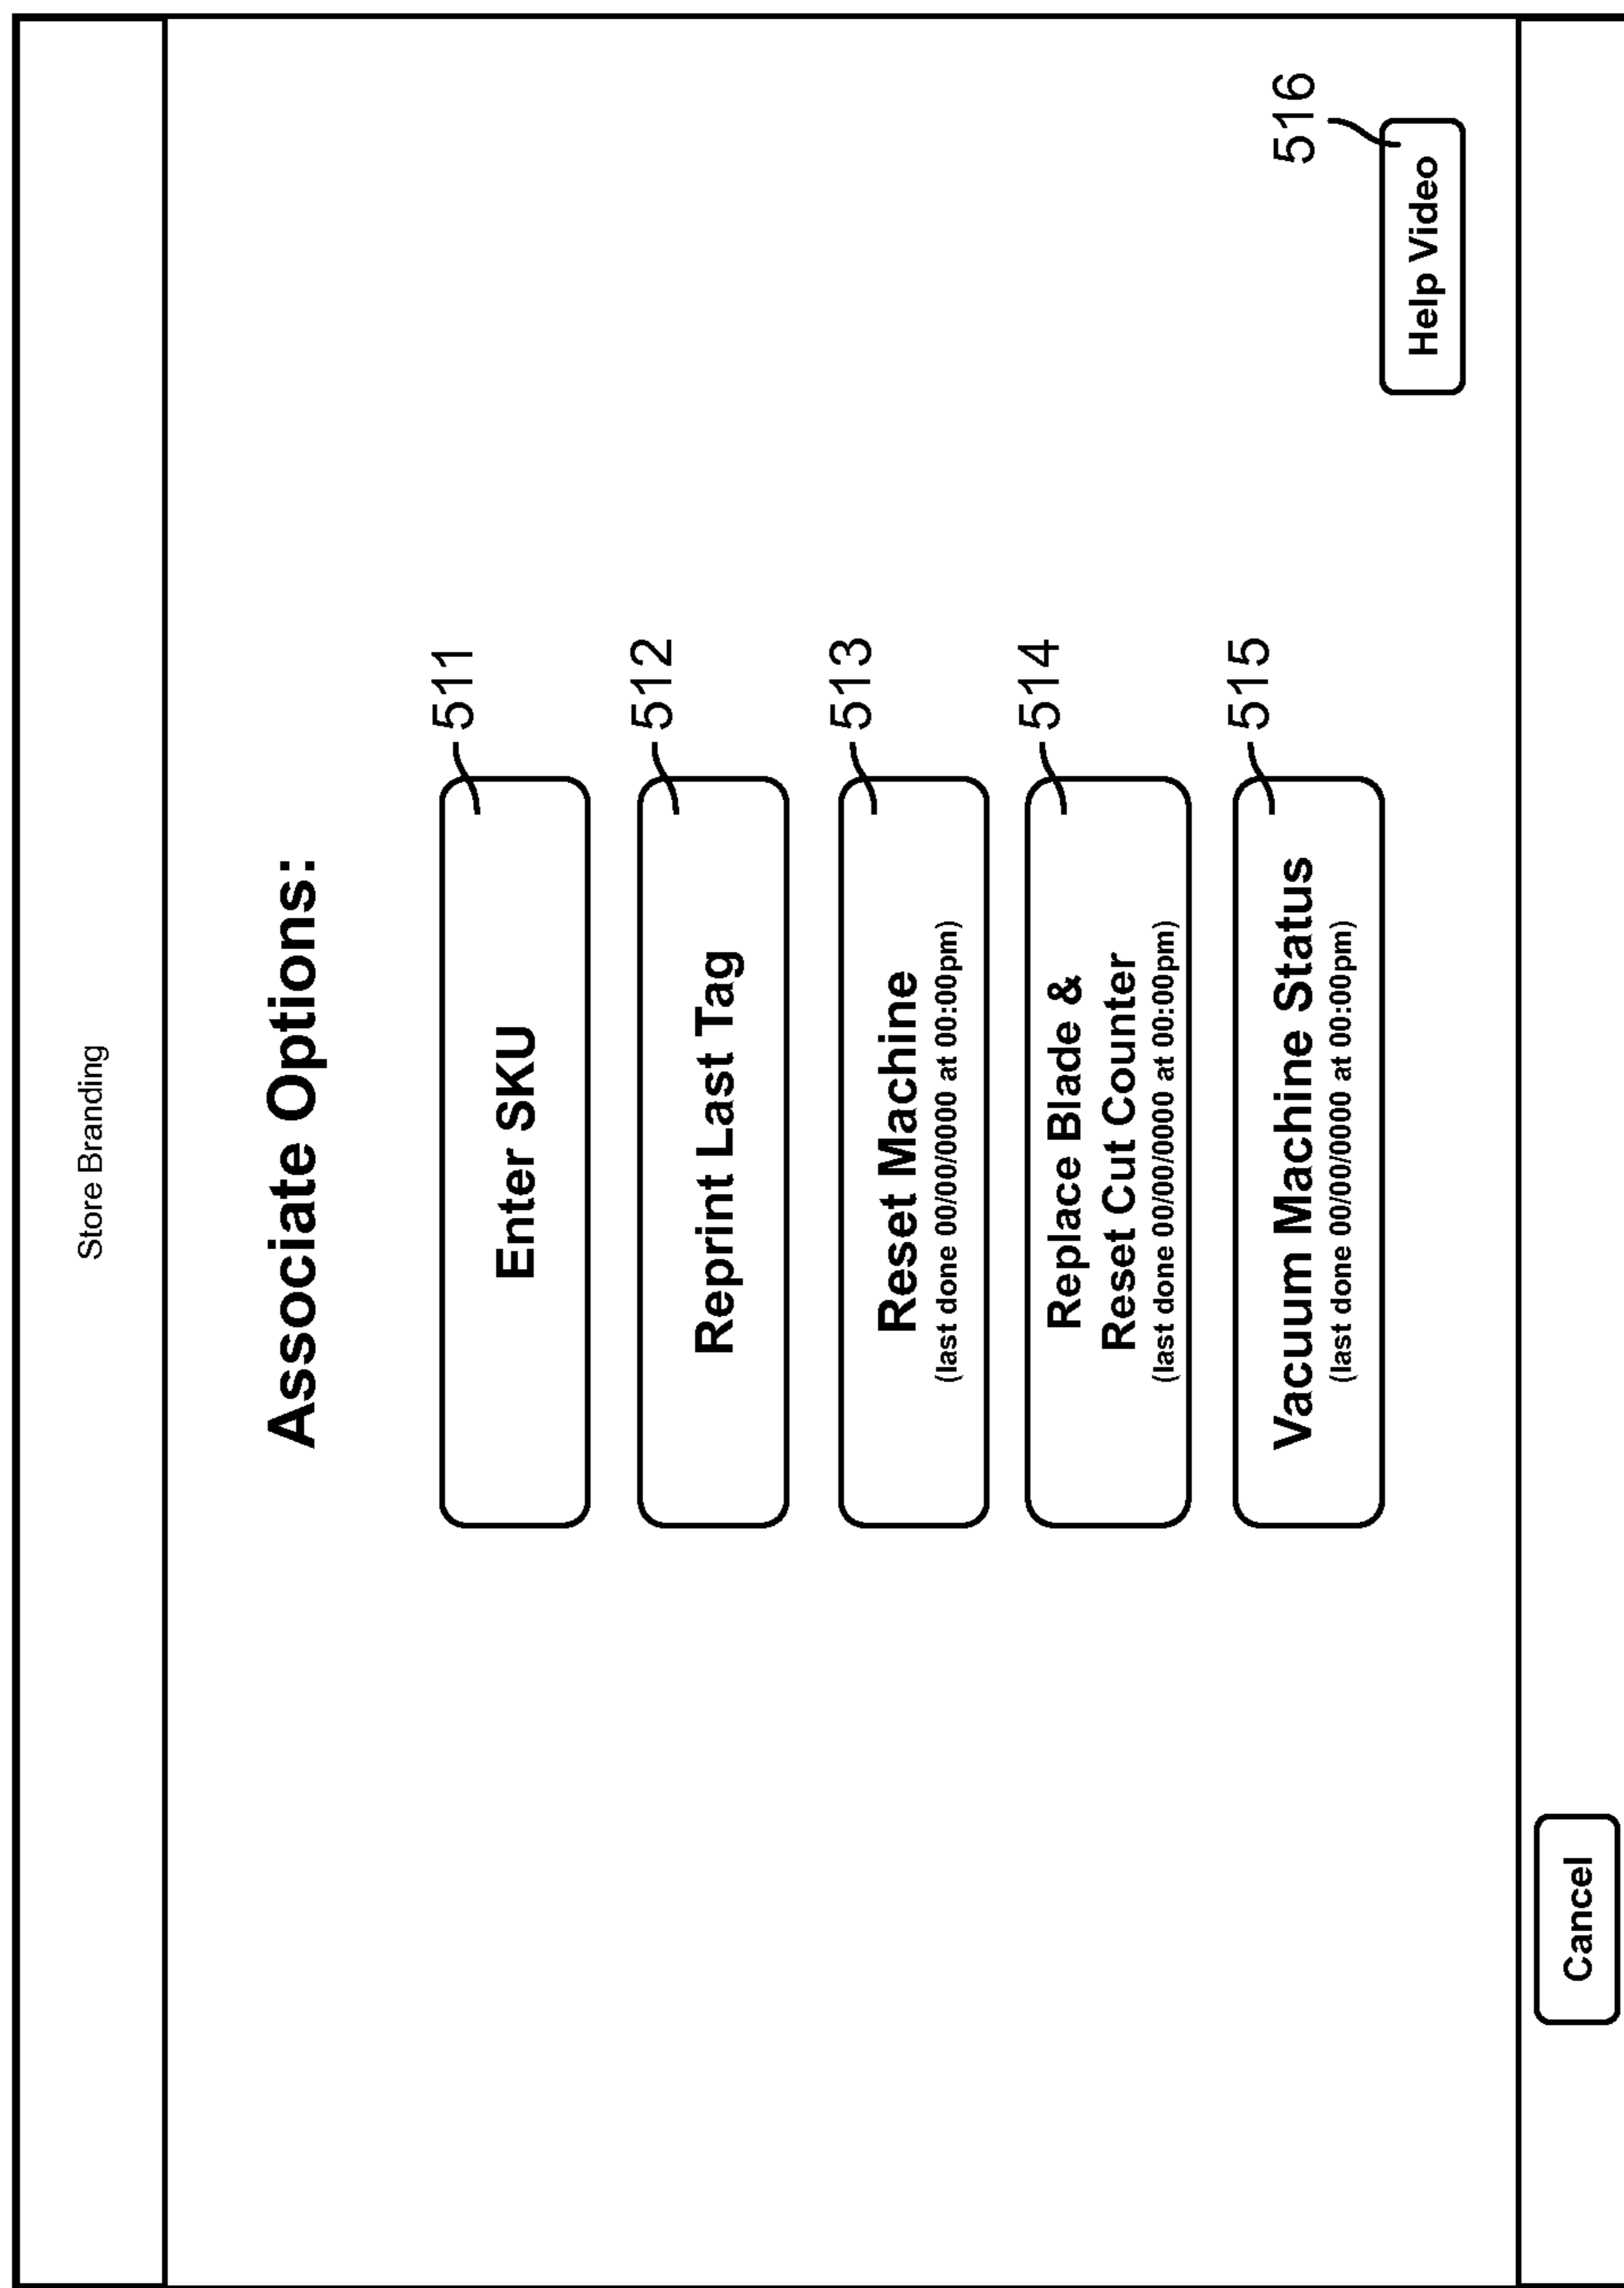 Store Branding
Associate Options:
Enter SKU
511
Reprint Last Tag
512
Reset Machine
(last done 00/00/0000 at 00:00pm)
513
Replace Blade &
Reset Cut Counter
(last done 00/00/0000 at 00:00pm)
514
Vacuum Machine Status
(last done 00/00/0000 at 00:00pm)
515
516
Help Video
Cancel